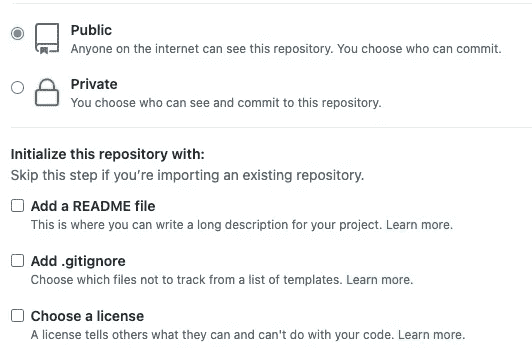 Public
Anyone on the internet can see this repository. You choose who can commit.
Private
You choose who can see and commit to this repository.
Initialize this repository with:
Skip this step if you're importing an existing repository.
Add a README file
This is where you can write a long description for your project. Learn more.
Add .gitignore
Choose which files not to track from a list of templates. Learn more.
Choose a license
A license tells others what they can and can't do with your code. Learn more.